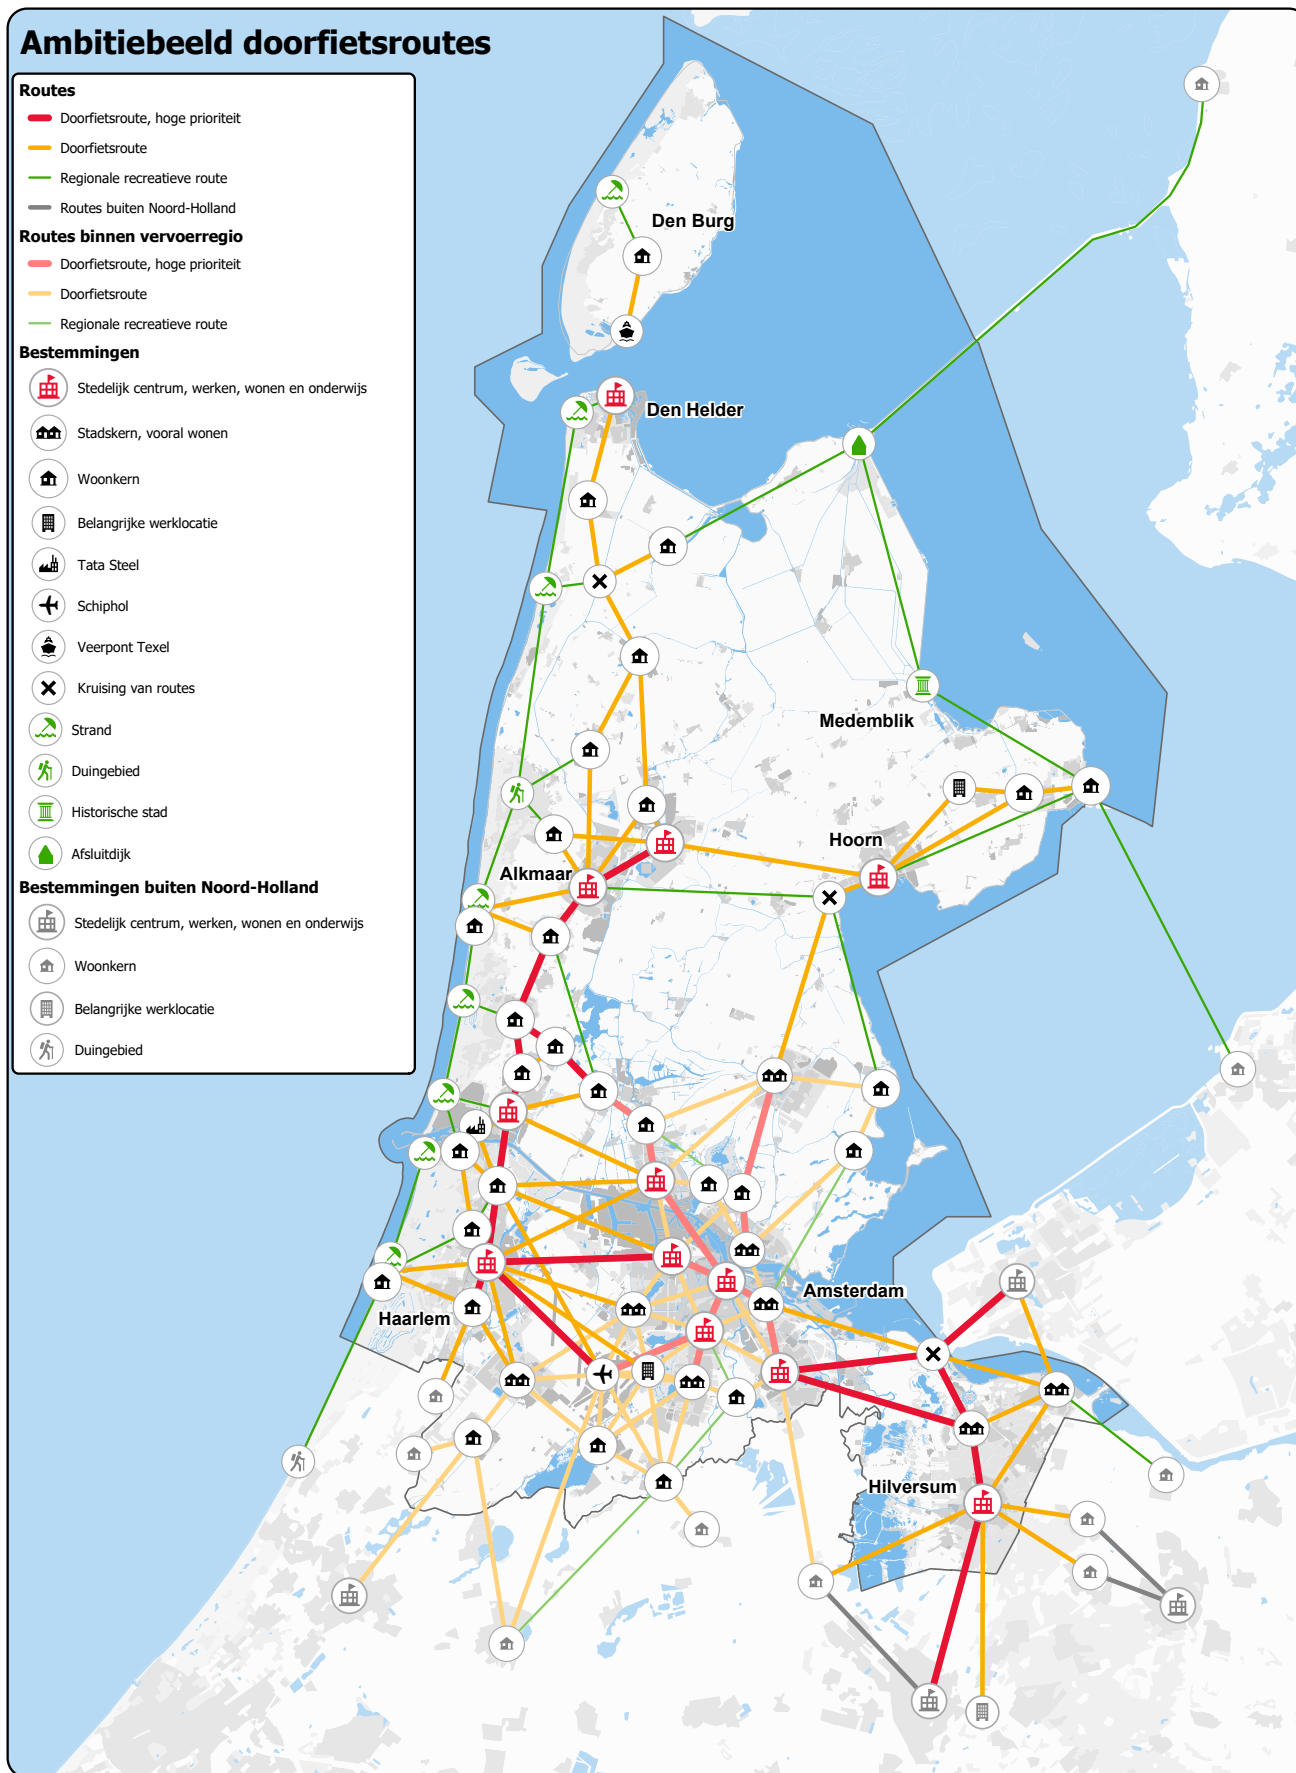 Ambitiebeeld doorfietsroutes
Routes
Doorfietsroute, hoge prioriteit
Doorfietsroute
Regionale recreatieve route
Routes buiten Noord-Holland
Routes binnen vervoerregio
Doorfietsroute, hoge prioriteit
Doorfietsroute
Regionale recreatieve route
Bestemmingen
Stedelijk centrum, werken, wonen en onderwijs
Stadskern, vooral wonen
Woonkern
Belangrijke werklocatie
Tata Steel
Schiphol
Veerpont Texel
Kruising van routes
Strand
Duingebied
Historische stad
Afsluitdijk
Bestemmingen buiten Noord-Holland
Stedelijk centrum, werken, wonen en onderwijs
Woonkern
Belangrijke werklocatie
Duingebied
Den Burg
Den Helder
Medemblik
Hoorn
Alkmaar
Amsterdam
Haarlem
Hilversum